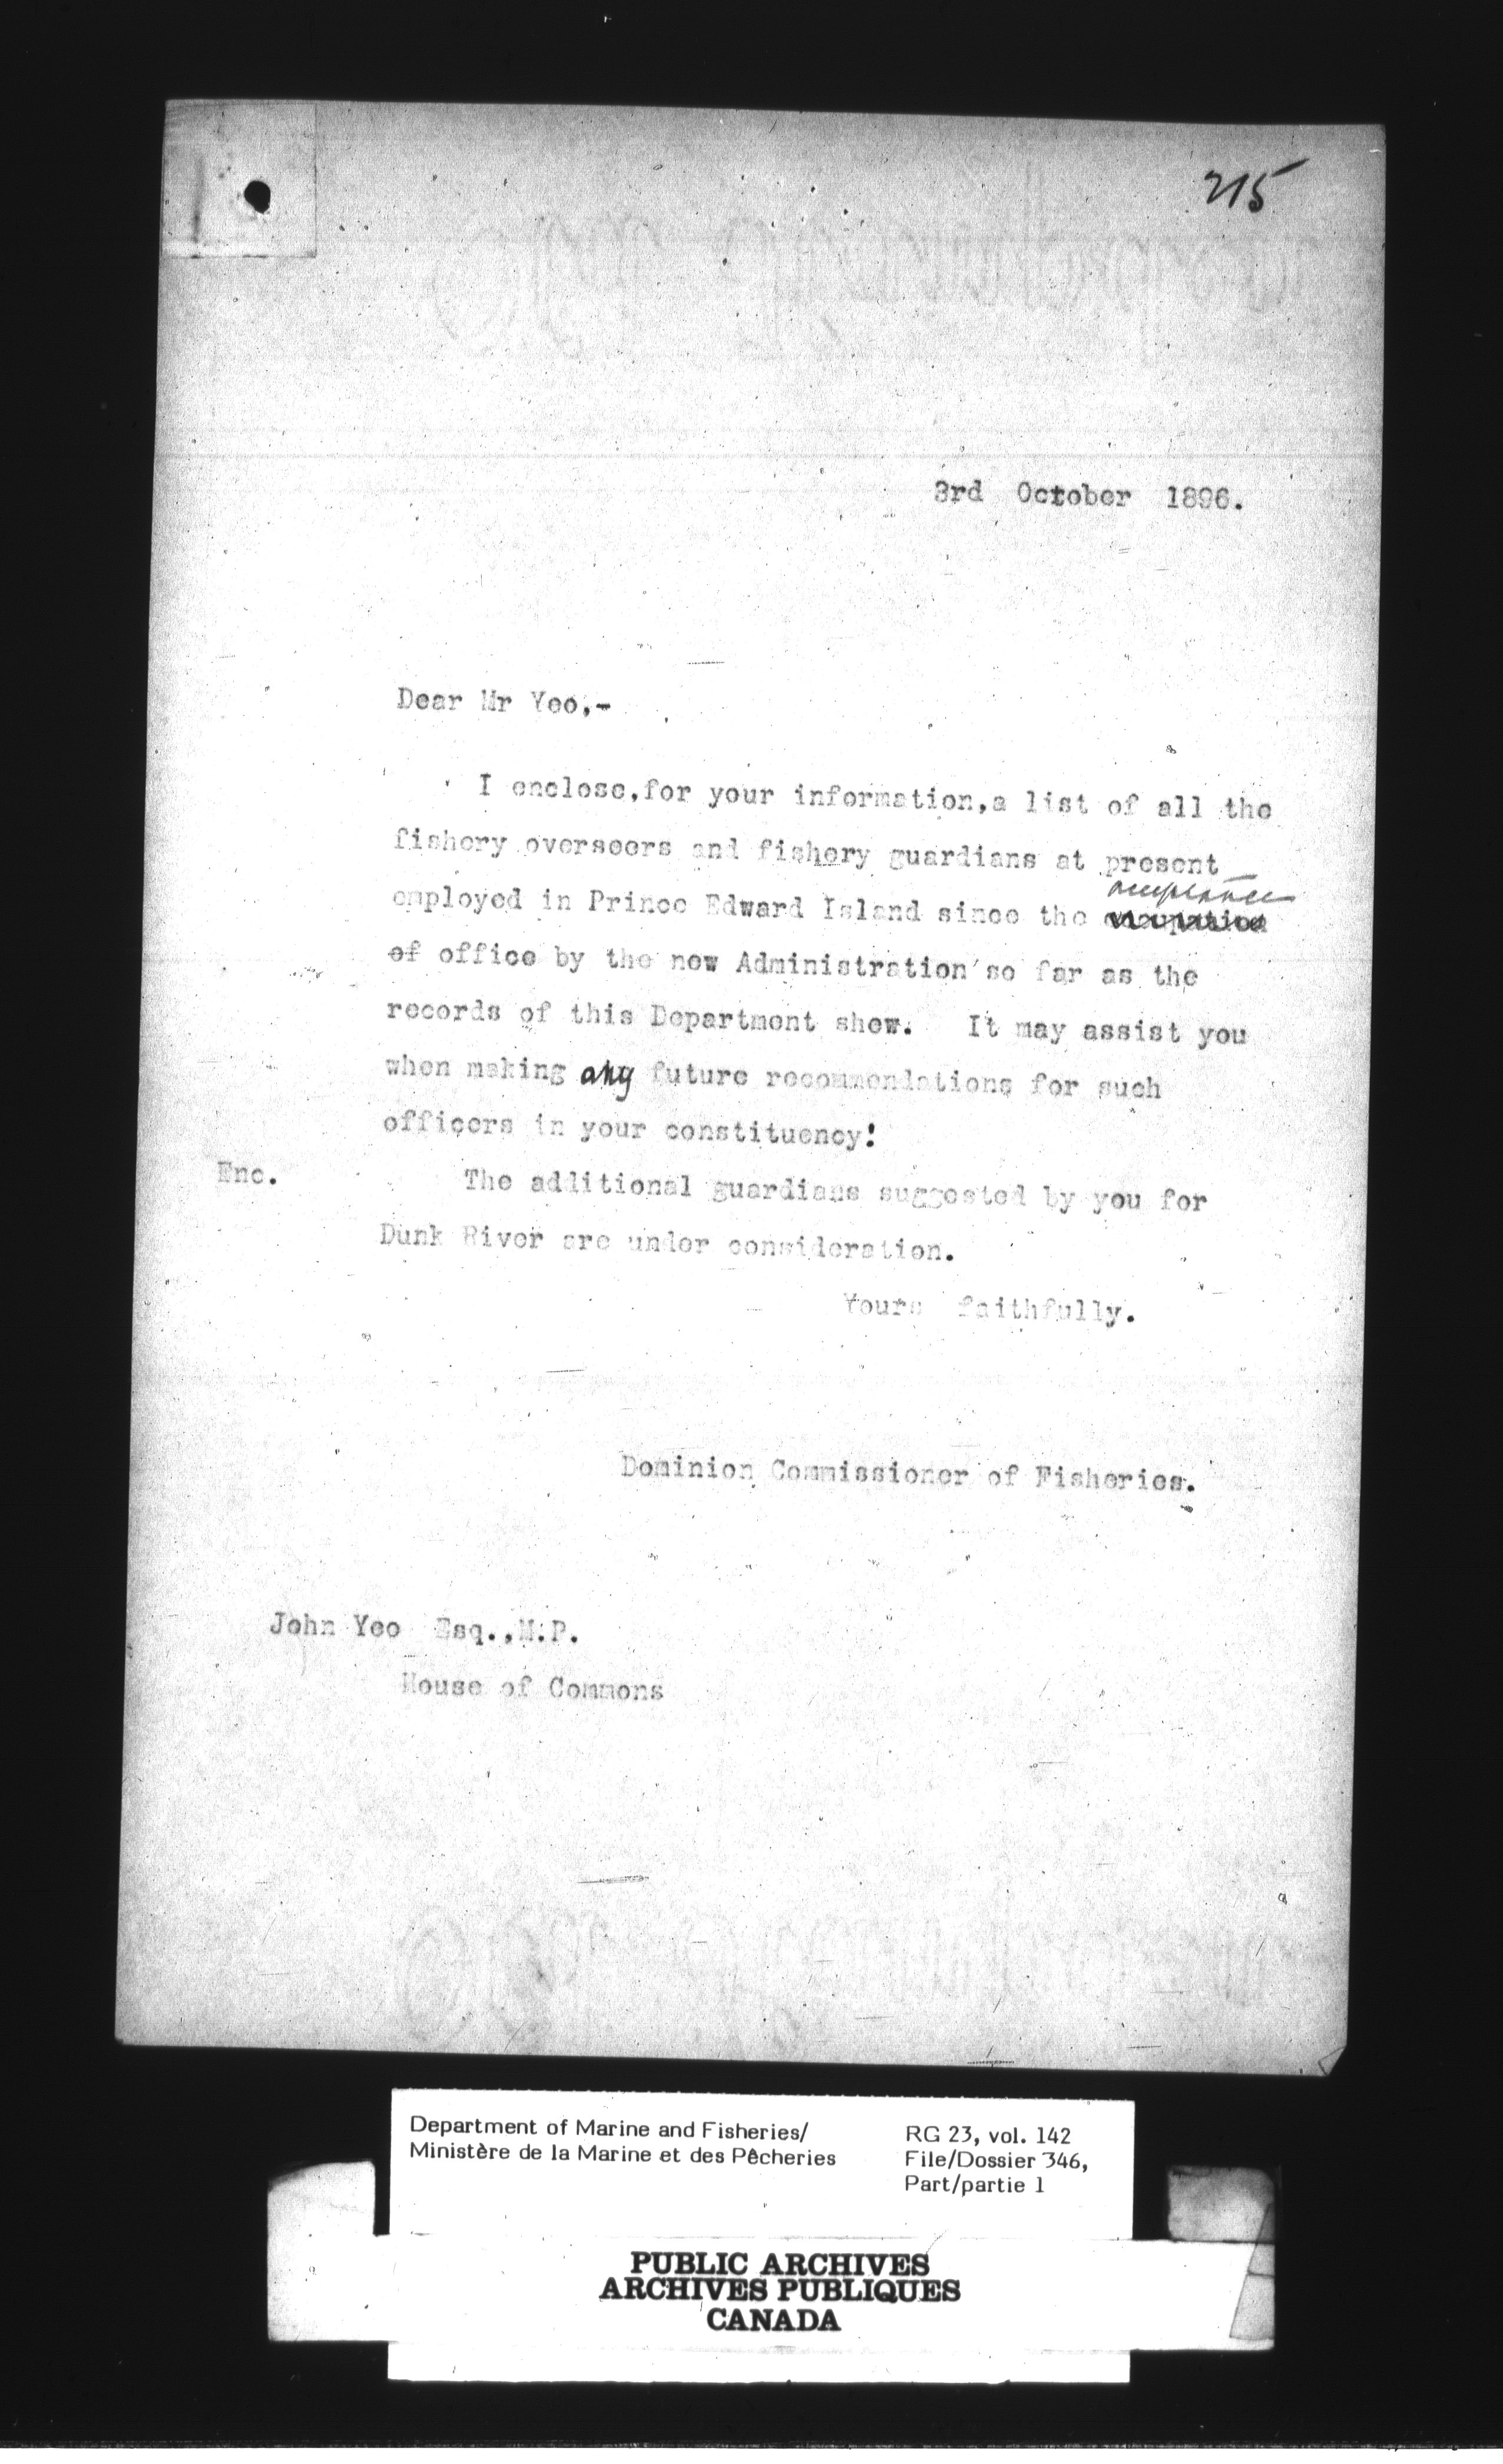 215
3rd October 1896.
Dear Mr Yeo,-
I enclose,for your information,a list of all the
fishery overseers and fishery guardians at present
acceptance
employed in Prince Edward Island since the occupation
of office by the new Administration so far as the
records of this Department show. It may assist you
when making any future recommendations for such
officers in your constituency!
Enc.
The additional guardians suggested by you for
Dunk River are under consideration.
Yours faithfully.
Dominion Commissioner of Fisheries.
John Yeo Esq.,M.P.
House of Commons
Department of Marine and Fisheries/
Ministère de la Marine et des Pêcheries
RG 23, vol. 142
File/Dossier 346,
Part/partie 1
PUBLIC ARCHIVES
ARCHIVES PUBLIQUES
CANADA